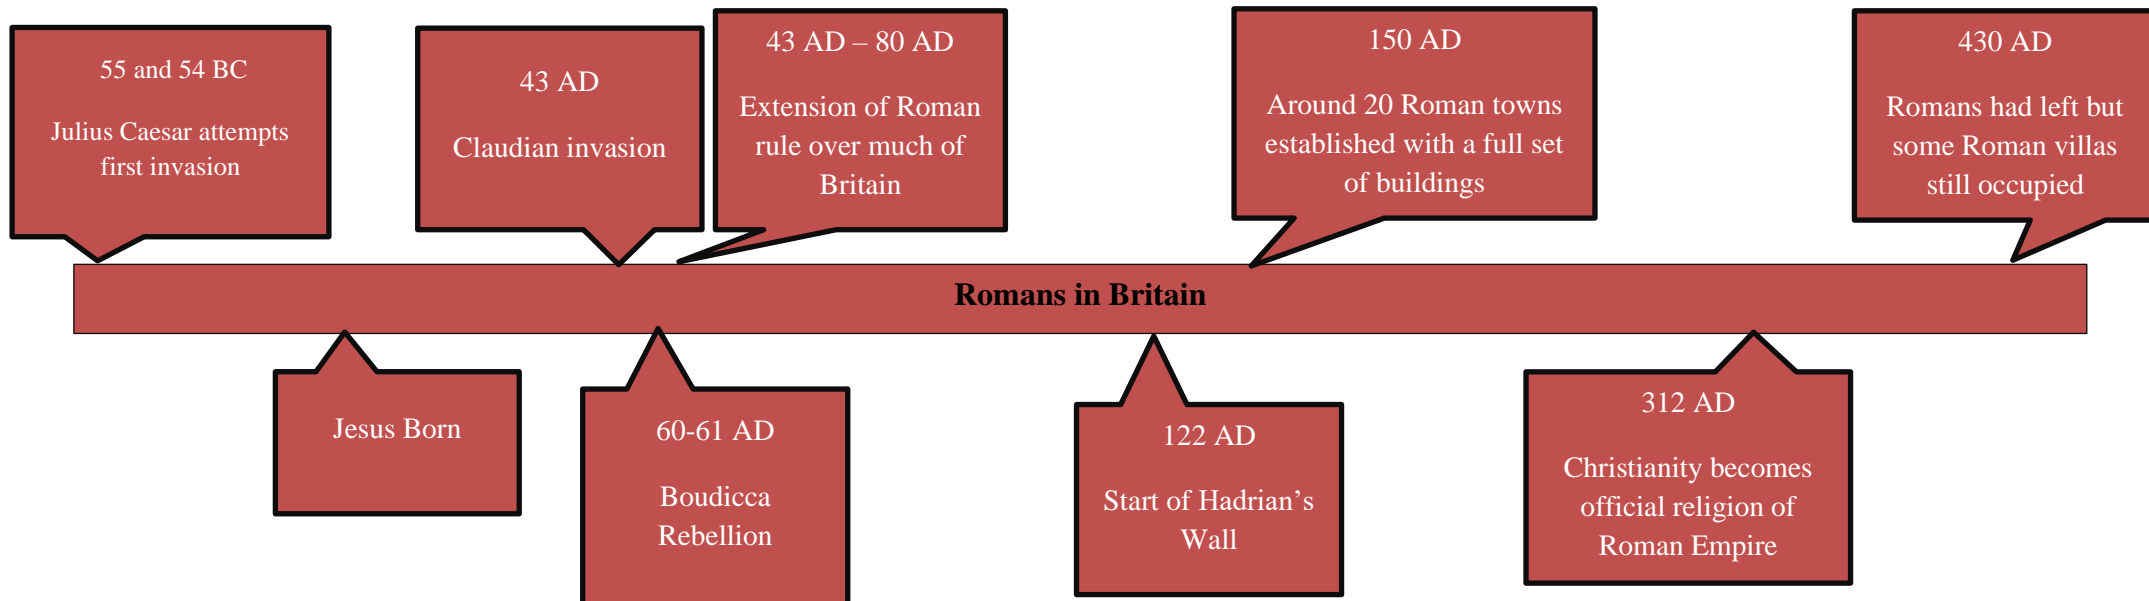 55 and 54 BC
Julius Caesar attempts
first invasion
43 AD
Claudian invasion
43 AD – 80 AD
Extension of Roman
rule over much of
Britain
150 AD
Around 20 Roman towns
established with a full set
of buildings
430 AD
Romans had left but
some Roman villas
still occupied
Romans in Britain
Jesus Born
60-61 AD
Boudicca
Rebellion
122 AD
Start of Hadrian’s
Wall
312 AD
Christianity becomes
official religion of
Roman Empire